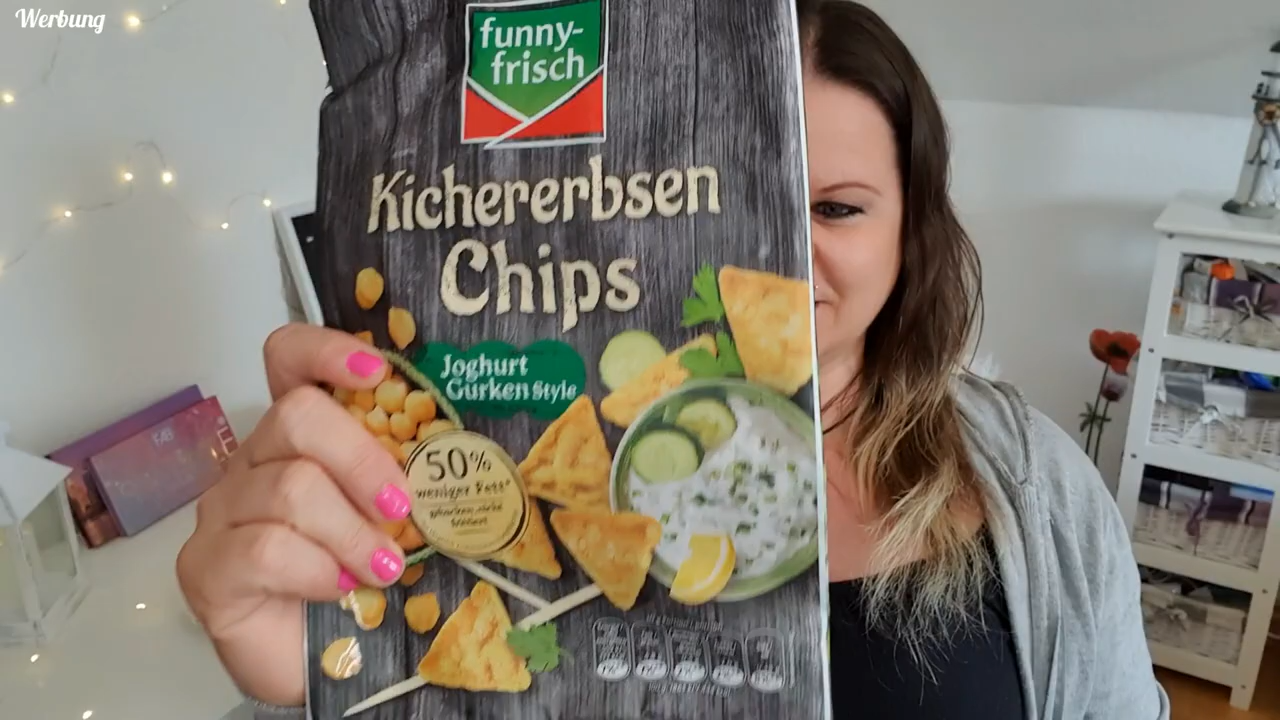 Werbung
funny-
frisch
Kichererbsen
Chips
Joghurt
Gurken Style
50%
weniger Fett*